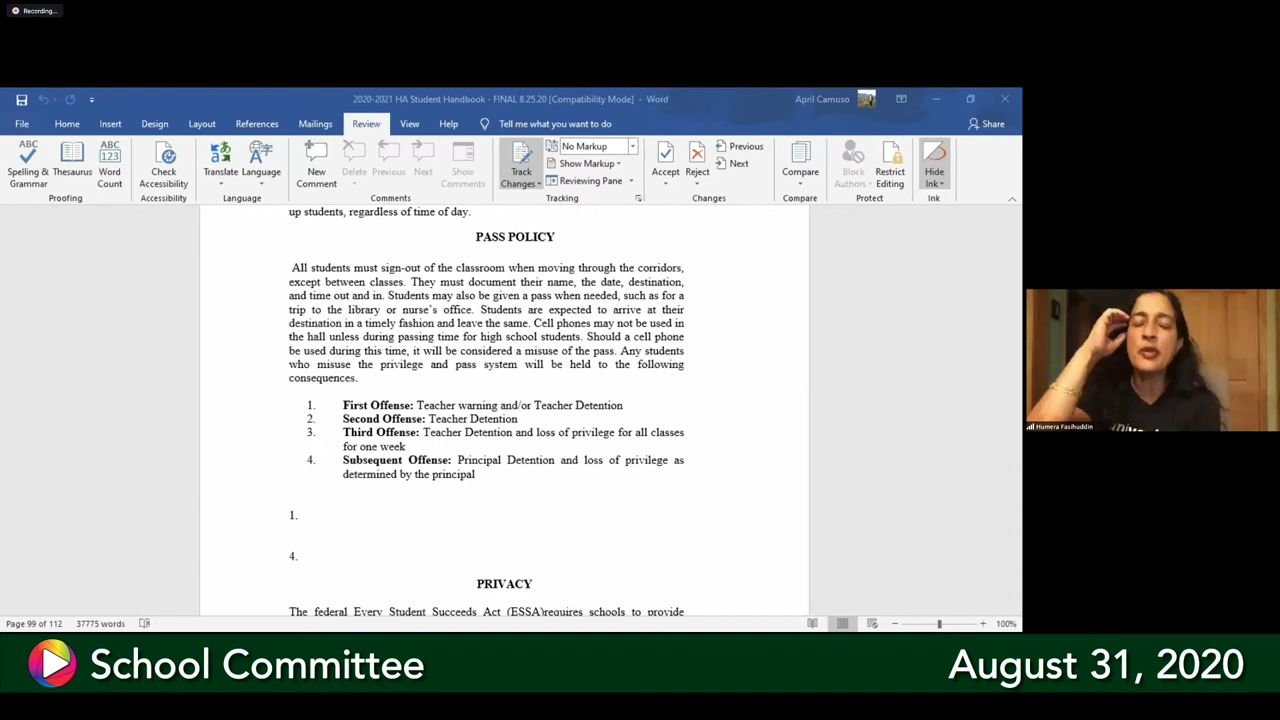 Recording...
2020-2021 HA Student Handbook - FINAL 8.25.20 [Compatibility Mode] - Word
April Camuso
File Home Insert Design Layout References Mailings Review View Help Tell me what you want to do Share
Spelling & Grammar
Thesaurus
Word Count
Check Accessibility
Translate
Language
New Comment
Delete
Previous
Next
Show Comments
Track Changes
No Markup
Show Markup
Reviewing Pane
Accept
Reject
Previous
Next
Compare
Block Authors
Restrict Editing
Hide Ink
Proofing Accessibility Language Comments Tracking Changes Compare Protect Ink
up students, regardless of time of day.
PASS POLICY
All students must sign-out of the classroom when moving through the corridors,
except between classes. They must document their name, the date, destination,
and time out and in. Students may also be given a pass when needed, such as for a
trip to the library or nurse's office. Students are expected to arrive at their
destination in a timely fashion and leave the same. Cell phones may not be used in
the hall unless during passing time for high school students. Should a cell phone
be used during this time, it will be considered a misuse of the pass. Any students
who misuse the privilege and pass system will be held to the following
consequences.
1. First Offense: Teacher warning and/or Teacher Detention
2. Second Offense: Teacher Detention
3. Third Offense: Teacher Detention and loss of privilege for all classes
for one week
4. Subsequent Offense: Principal Detention and loss of privilege as
determined by the principal
1.
4.
PRIVACY
The federal Every Student Succeeds Act (ESSA)requires schools to provide
Page 99 of 112 37775 words 100%
Humera Fasihuddin
School Committee
August 31, 2020